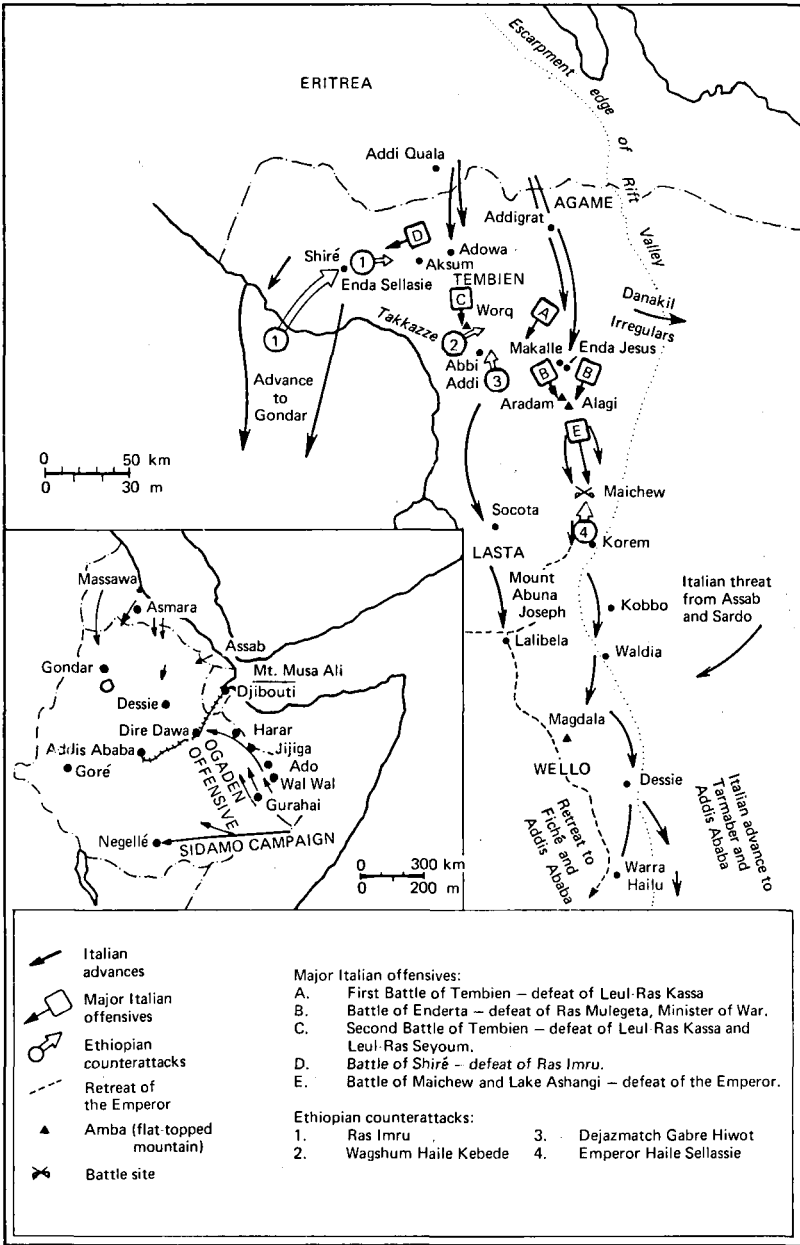 Escarpment edge of Rift Valley
ERITREA
Addi Quala
AGAME
Addigrat
D
Adowa
Shiré
1
Aksum
Enda Sellasie
TEMBIEN
Danakil
Irregulars
C
Worq
A
Takkazze
2
1
Makalle
Enda Jesus
Abbi
Addi
3
B
B
Advance
to
Gondar
Aradam
Alagi
E
0 50 km
0 30 m
Maichew
Socota
4
Korem
LASTA
Mount
Abuna
Joseph
Kobbo
Italian threat
from Assab
and Sardo
Lalibela
Waldia
Magdala
WELLO
Dessie
Retreat to
Fiché and
Addis Ababa
Italian advance to
Tarmaber and
Addis Ababa
Warra
Hailu
Massawa
Asmara
Assab
Gondar
Mt. Musa Ali
Djibouti
Dessie
Dire Dawa
Harar
Addis Ababa
Jijiga
Goré
Ado
OGADEN
OFFENSIVE
Wal Wal
Gurahai
Negellé
SIDAMO CAMPAIGN
0 300 km
0 200 m
Italian
advances
Major Italian
offensives
Ethiopian
counterattacks
Retreat of
the Emperor
Amba (flat-topped
mountain)
Battle site
Major Italian offensives:
A. First Battle of Tembien – defeat of Leul-Ras Kassa
B. Battle of Enderta – defeat of Ras Mulegeta, Minister of War.
C. Second Battle of Tembien – defeat of Leul-Ras Kassa and
Leul-Ras Seyoum.
D. Battle of Shiré – defeat of Ras Imru.
E. Battle of Maichew and Lake Ashangi – defeat of the Emperor.
Ethiopian counterattacks:
1. Ras Imru 3. Dejazmatch Gabre Hiwot
2. Wagshum Haile Kebede 4. Emperor Haile Sellassie